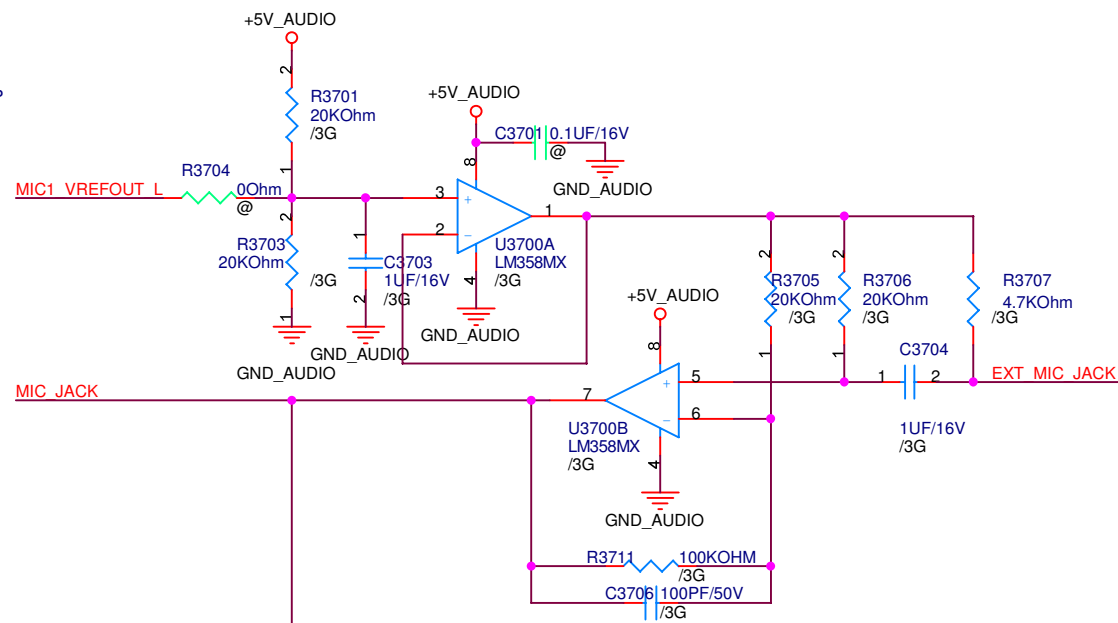 +5V_AUDIO
2
R3701
20KOhm
/3G
1
+5V_AUDIO
C3701 0.1UF/16V
@
GND_AUDIO
8
R3704
MIC1_VREFOUT_L
0Ohm
@
3
+
2
−
1
U3700A
LM358MX
/3G
4
GND_AUDIO
2
R3703
20KOhm
/3G
1
GND_AUDIO
1
C3703
1UF/16V
2
/3G
GND_AUDIO
2
R3705
20KOhm
/3G
1
2
R3706
20KOhm
/3G
1
R3707
4.7KOhm
/3G
+5V_AUDIO
8
C3704
1
2
EXT_MIC_JACK
1UF/16V
/3G
MIC_JACK
7
5
+
6
−
U3700B
LM358MX
/3G
4
GND_AUDIO
R3711
100KOHM
/3G
C3706 100PF/50V
/3G